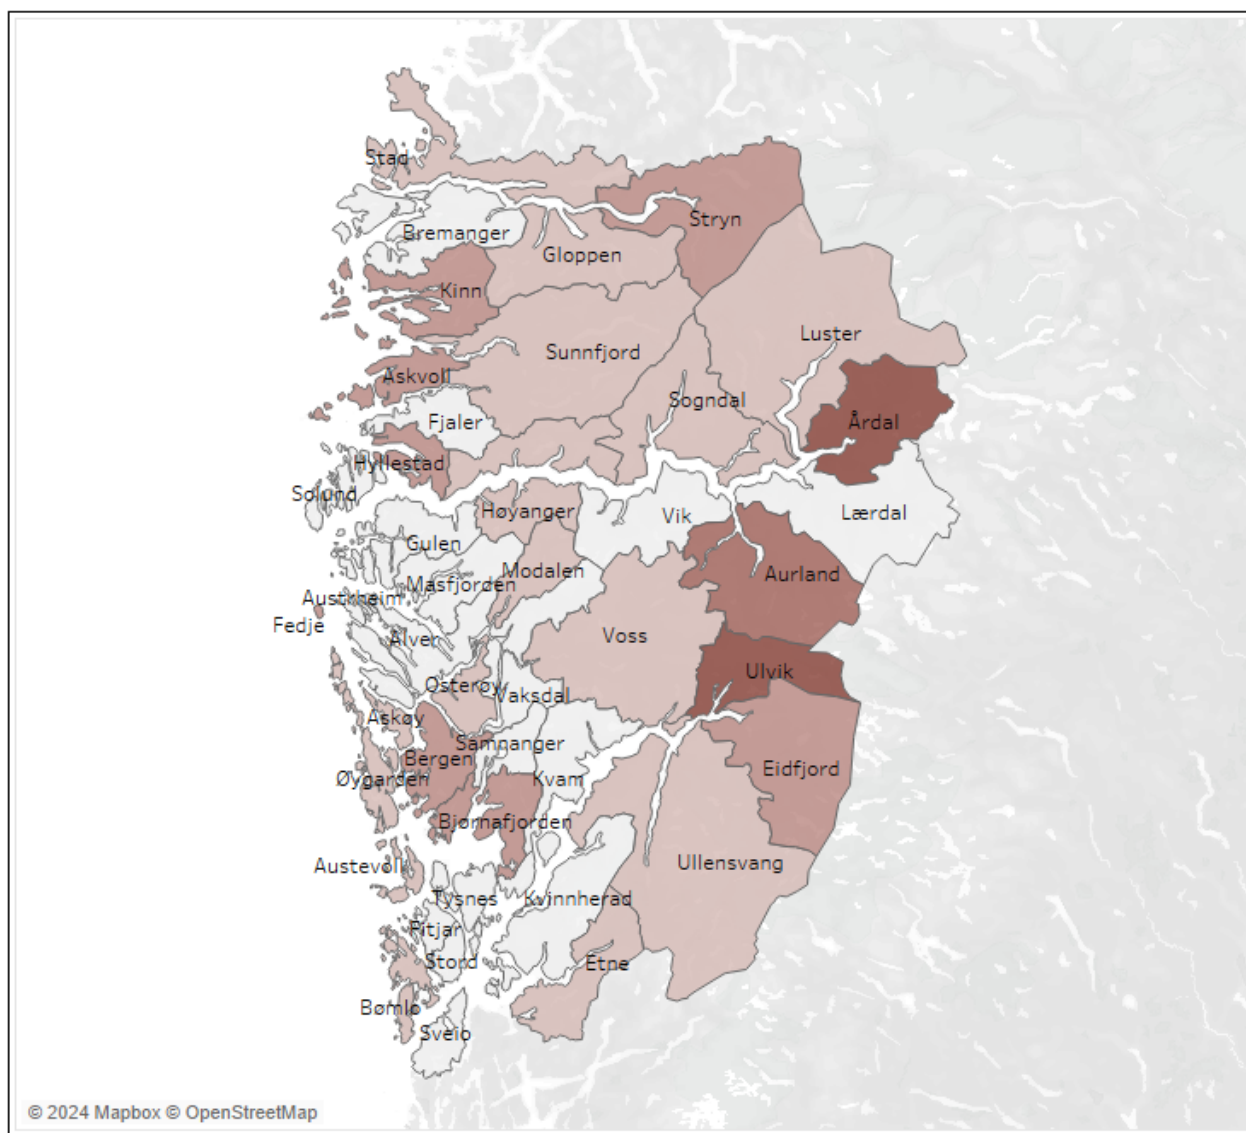 Stad
Stryn
Bremanger
Gloppen
Kinn
Luster
Sunnfjord
Askvoll
Sogndal
Årdal
Fjaler
Hyllestad
Solund
Høyanger
Vik
Lærdal
Gulen
Modalen
Aurland
Masfjorden
Austrheim
Fedje
Alver
Voss
Ulvik
Osterøy
Vaksdal
Askøy
Samnanger
Bergen
Eidfjord
Øygarden
Kvam
Bjørnafjorden
Austevoll
Ullensvang
Tysnes
Kvinnherad
Fitjar
Stord
Etne
Bømlo
Sveio
© 2024 Mapbox © OpenStreetMap